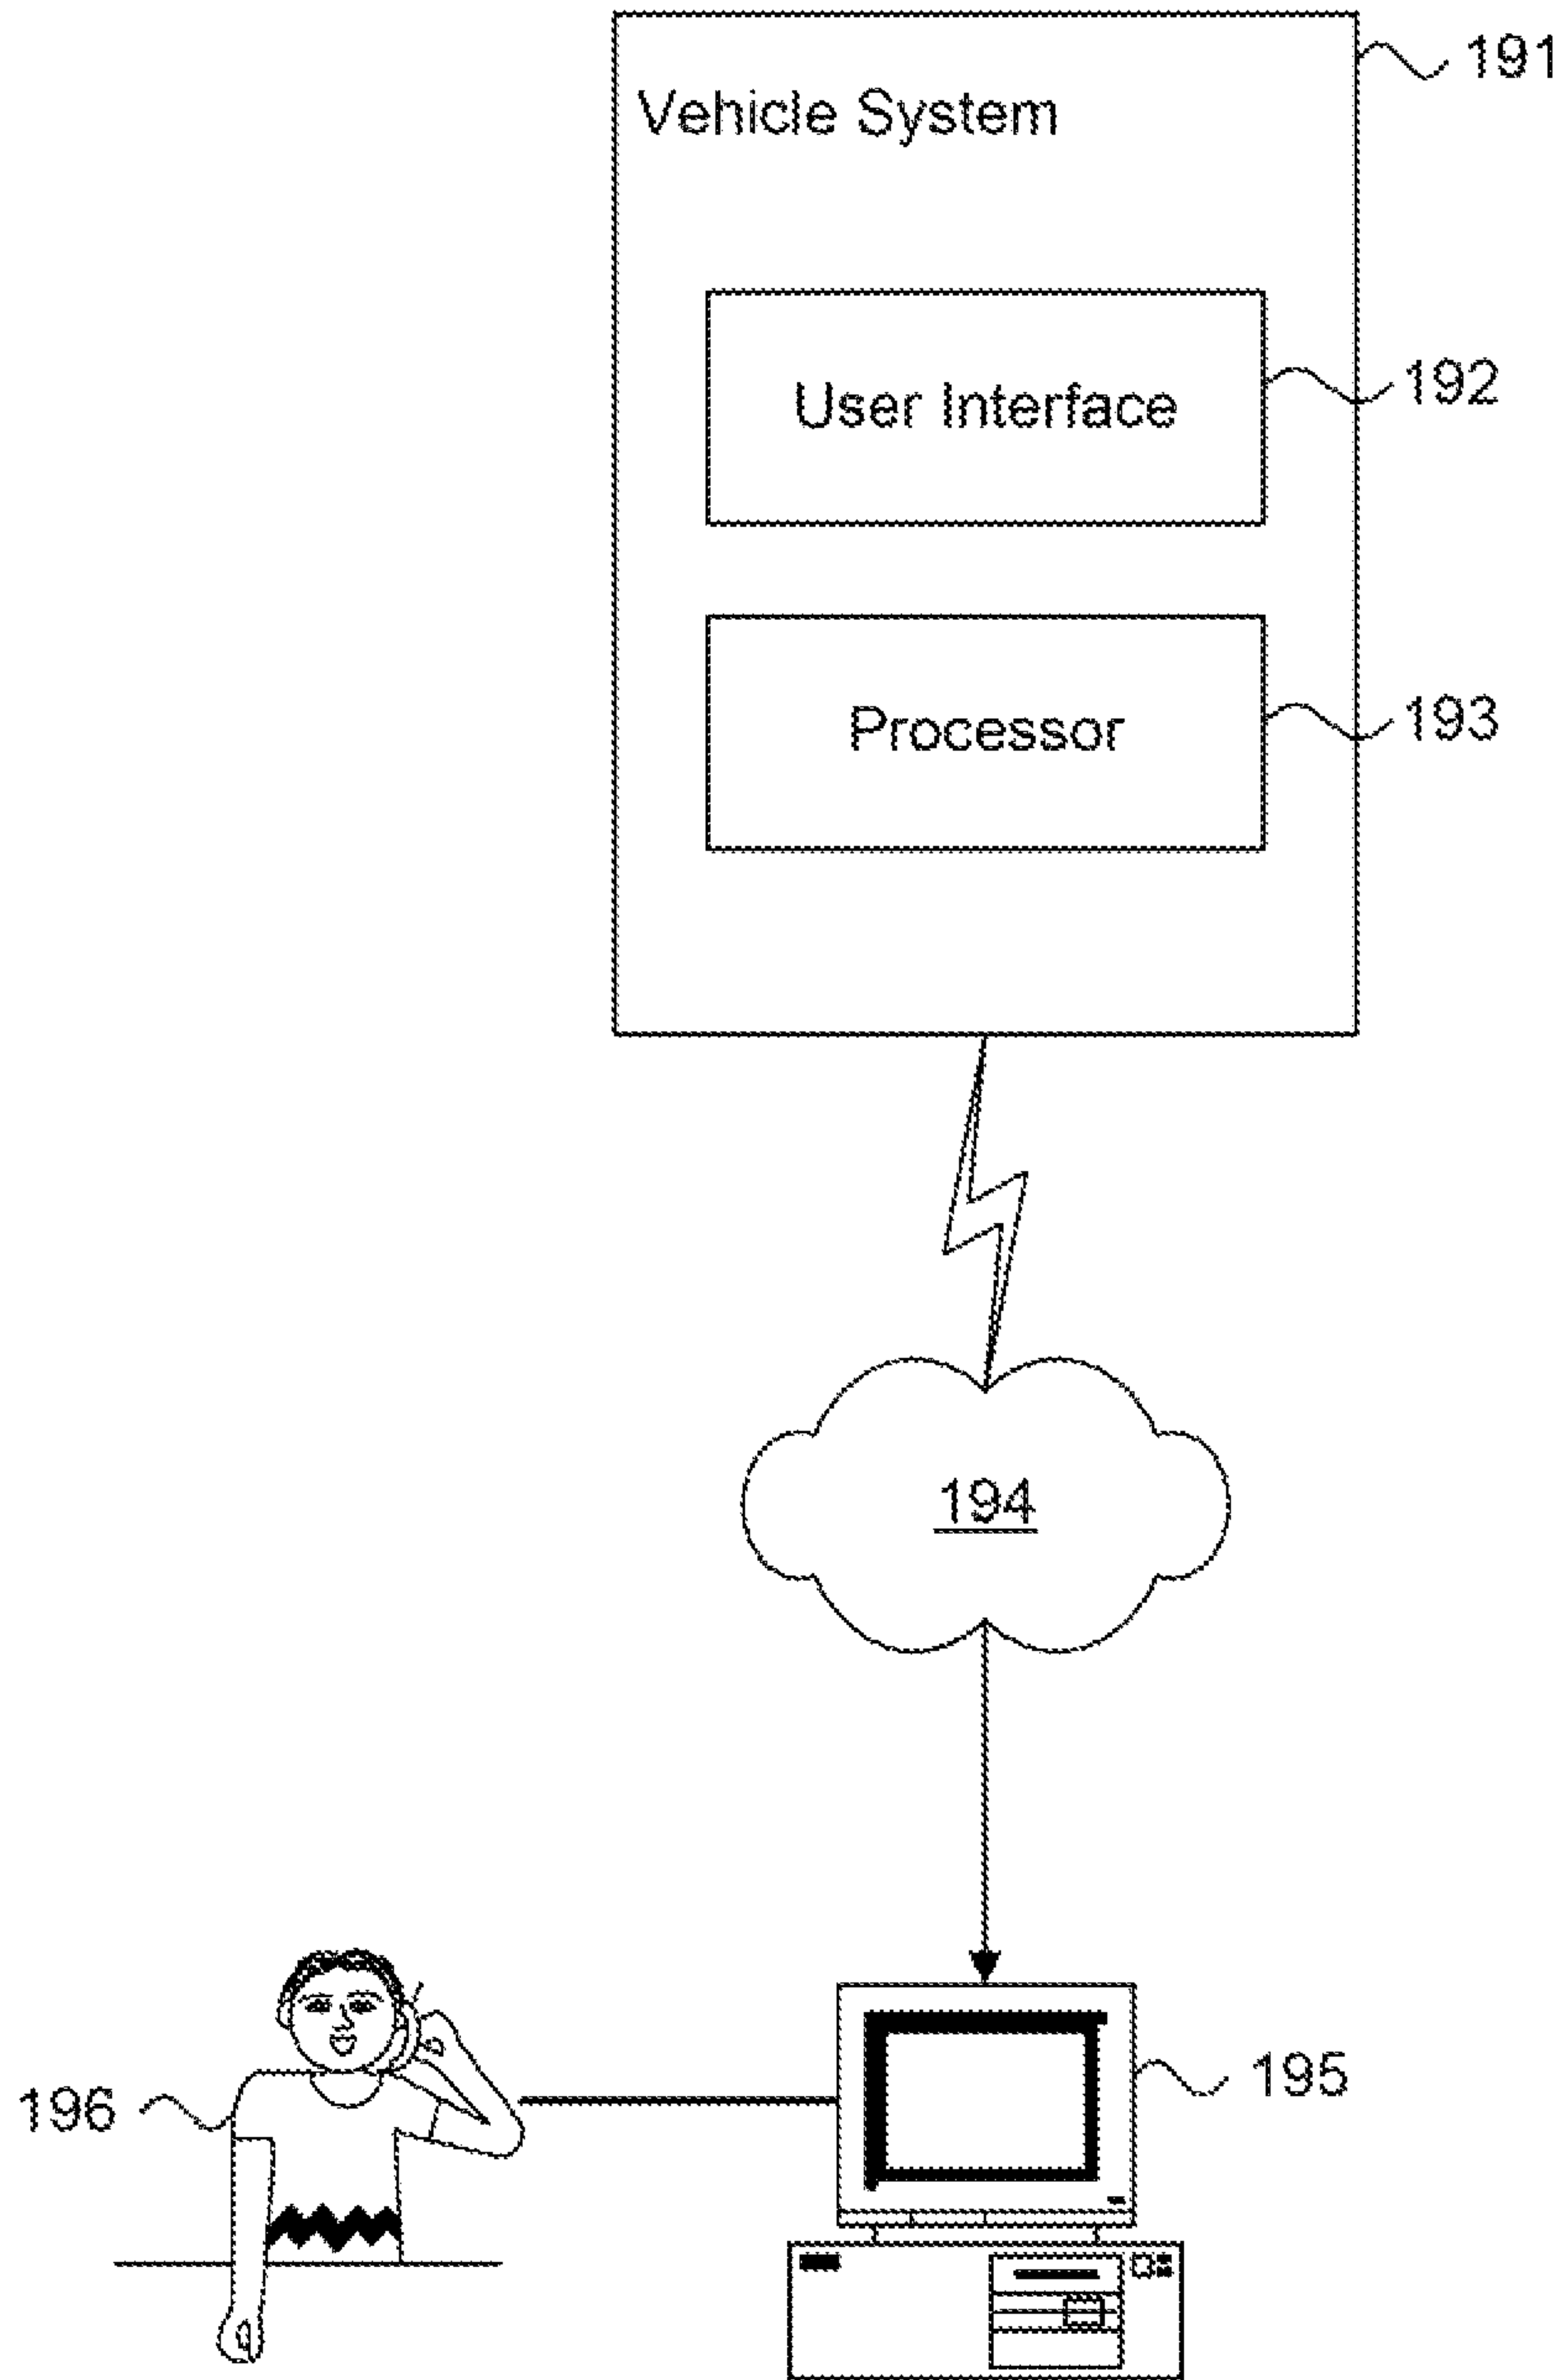 191
Vehicle System
User Interface
192
Processor
193
194
195
196